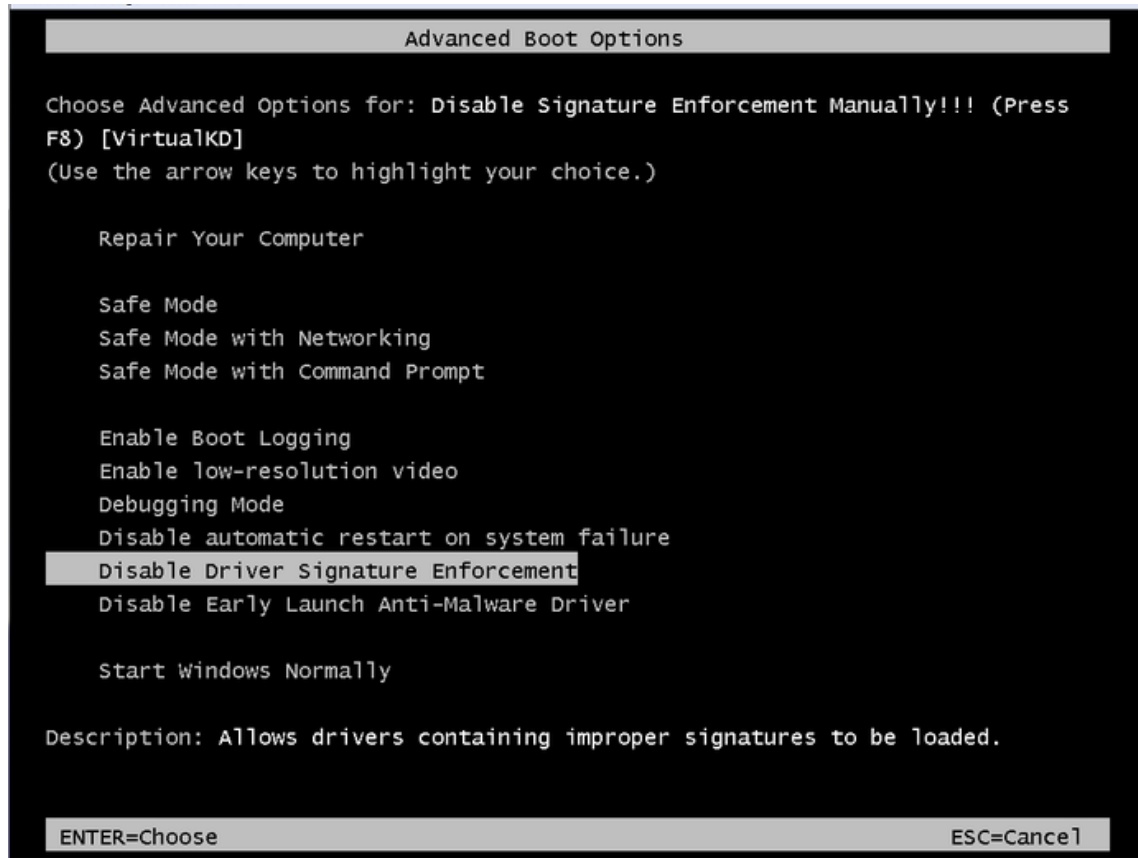 Advanced Boot Options
Choose Advanced Options for: Disable Signature Enforcement Manually!!! (Press
F8) [VirtualKD]
(Use the arrow keys to highlight your choice.)
Repair Your Computer
Safe Mode
Safe Mode with Networking
Safe Mode with Command Prompt
Enable Boot Logging
Enable low-resolution video
Debugging Mode
Disable automatic restart on system failure
Disable Driver Signature Enforcement
Disable Early Launch Anti-Malware Driver
Start Windows Normally
Description: Allows drivers containing improper signatures to be loaded.
ENTER=Choose ESC=Cancel